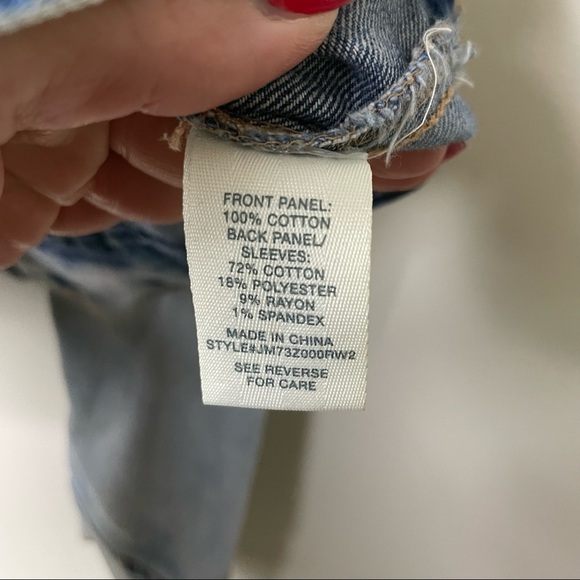 FRONT PANEL:
100% COTTON
BACK PANEL/
SLEEVES:
72% COTTON
18% POLYESTER
9% RAYON
1% SPANDEX
MADE IN CHINA
STYLE#JM73Z000RW2
SEE REVERSE
FOR CARE